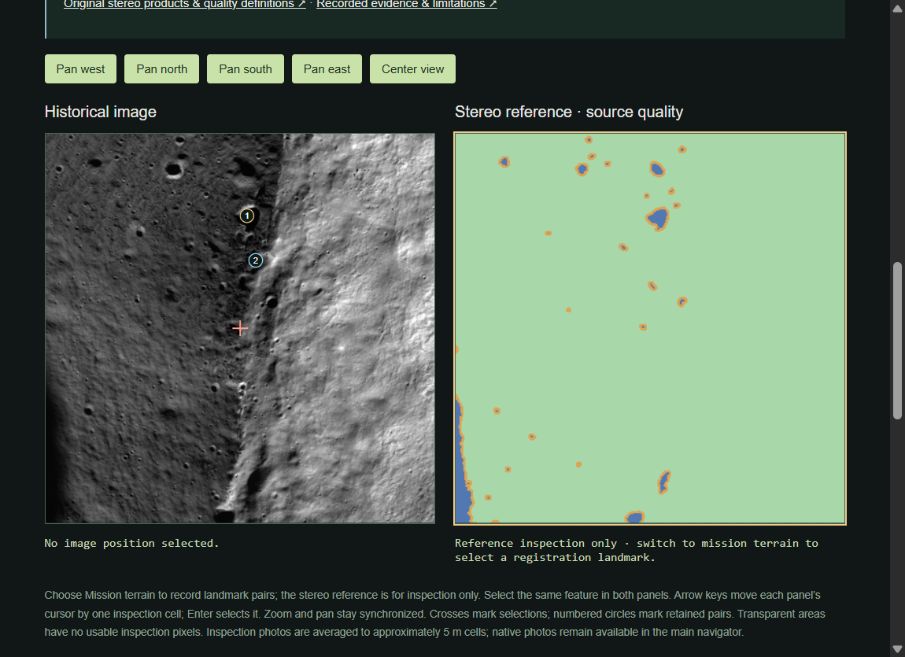 Original stereo products & quality definitions ↗ · Recorded evidence & limitations ↗
Pan west Pan north Pan south Pan east Center view
Historical image
Stereo reference · source quality
1
2
No image position selected.
Reference inspection only · switch to mission terrain to
select a registration landmark.
Choose Mission terrain to record landmark pairs; the stereo reference is for inspection only. Select the same feature in both panels. Arrow keys move each panel's
cursor by one inspection cell; Enter selects it. Zoom and pan stay synchronized. Crosses mark selections; numbered circles mark retained pairs. Transparent areas
have no usable inspection pixels. Inspection photos are averaged to approximately 5 m cells; native photos remain available in the main navigator.